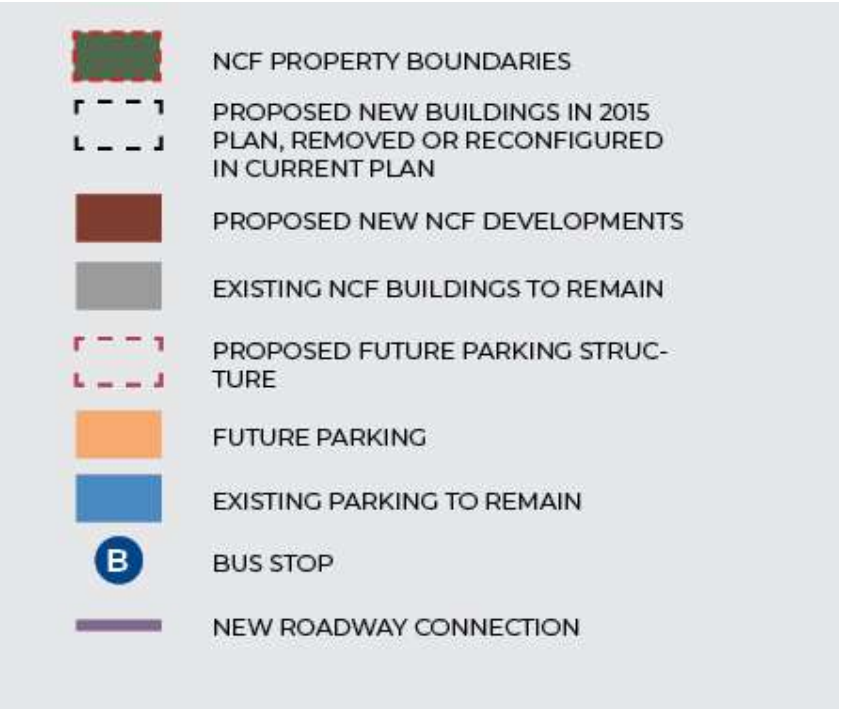 NCF PROPERTY BOUNDARIES
PROPOSED NEW BUILDINGS IN 2015
PLAN, REMOVED OR RECONFIGURED
IN CURRENT PLAN
PROPOSED NEW NCF DEVELOPMENTS
EXISTING NCF BUILDINGS TO REMAIN
PROPOSED FUTURE PARKING STRUC-
TURE
FUTURE PARKING
EXISTING PARKING TO REMAIN
B BUS STOP
NEW ROADWAY CONNECTION